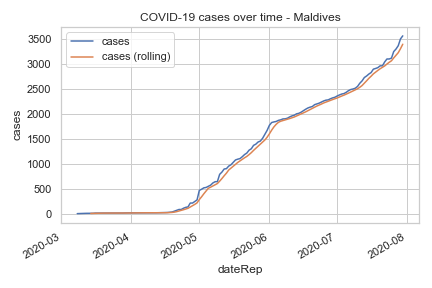 COVID-19 cases over time - Maldives
cases
cases (rolling)
3500
3000
2500
2000
1500
1000
500
0
cases
2020-03
2020-04
2020-05
2020-06
2020-07
2020-08
dateRep